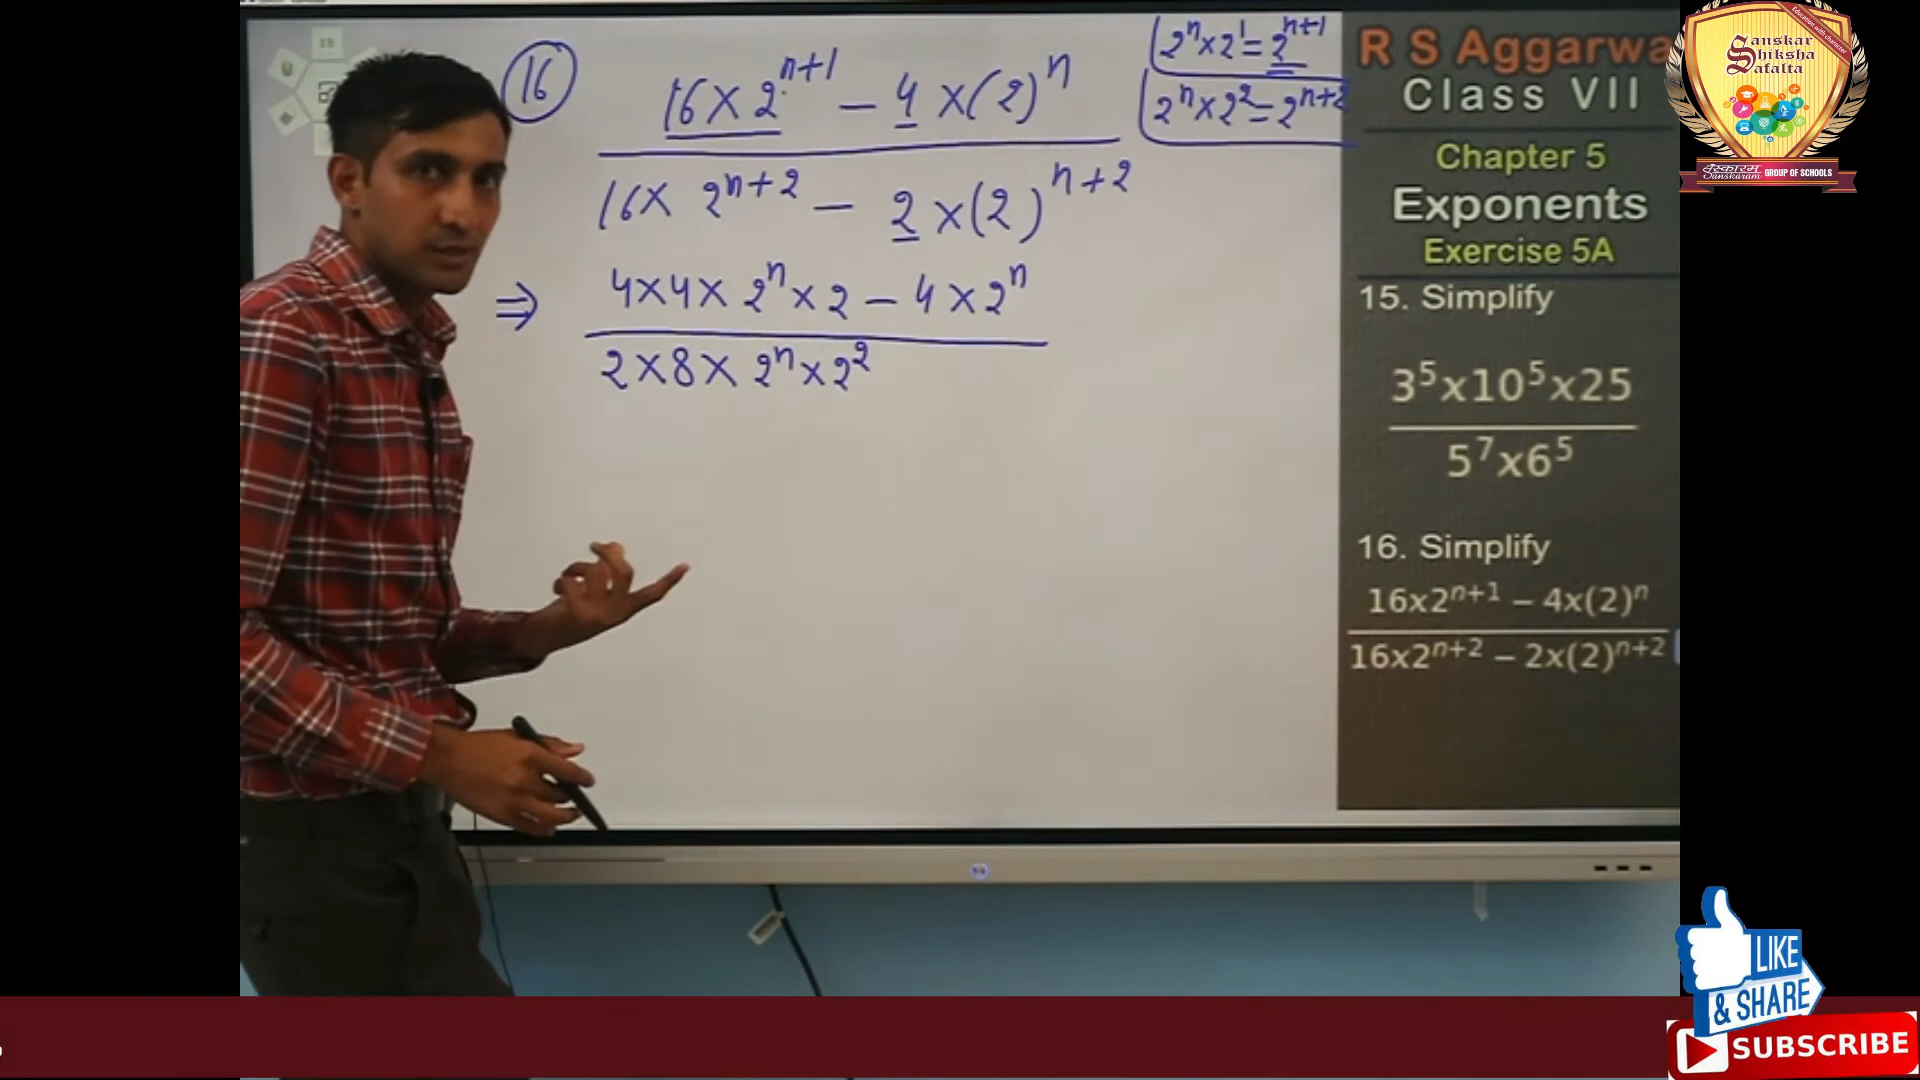 16
16 × 2^{n+1} − 4 × (2)^n
16 × 2^{n+2} − 2 × (2)^{n+2}
2^n × 2^1 = 2^{n+1}
2^n × 2^2 = 2^{n+2}
⇒ 4 × 4 × 2^n × 2 − 4 × 2^n
2 × 8 × 2^n × 2^2
R S Aggarwa
Class VII
Chapter 5
Exponents
Exercise 5A
15. Simplify
3^5x10^5x25
5^7x6^5
16. Simplify
16x2^{n+1} − 4x(2)^n
16x2^{n+2} − 2x(2)^{n+2}
Education with character
Sanskar
Shiksha
Safalta
संस्कारम्
Sanskaram GROUP OF SCHOOLS
LIKE
& SHARE
SUBSCRIBE